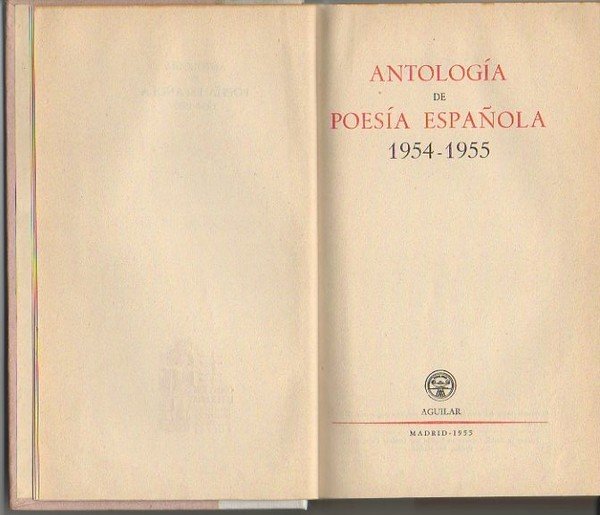 ANTOLOGÍA
DE
POESÍA ESPAÑOLA
1954-1955
AGUILAR
MADRID-1955